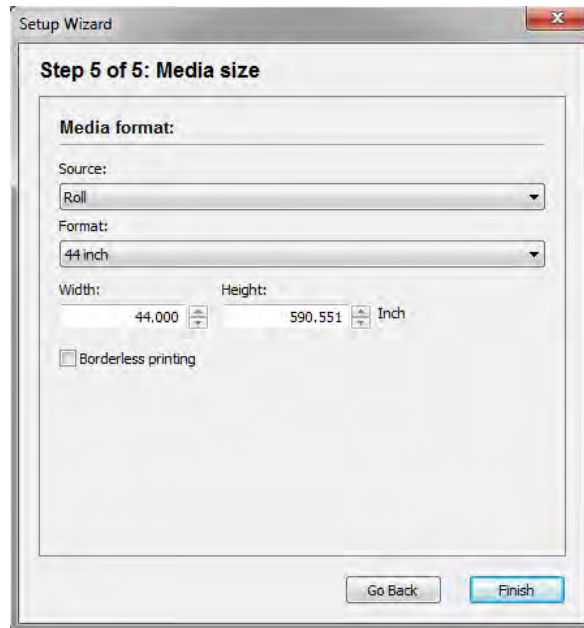 Setup Wizard
Step 5 of 5: Media size
Media format:
Source:
Roll
Format:
44 inch
Width: Height:
44.000 590.551 Inch
Borderless printing
Go Back Finish